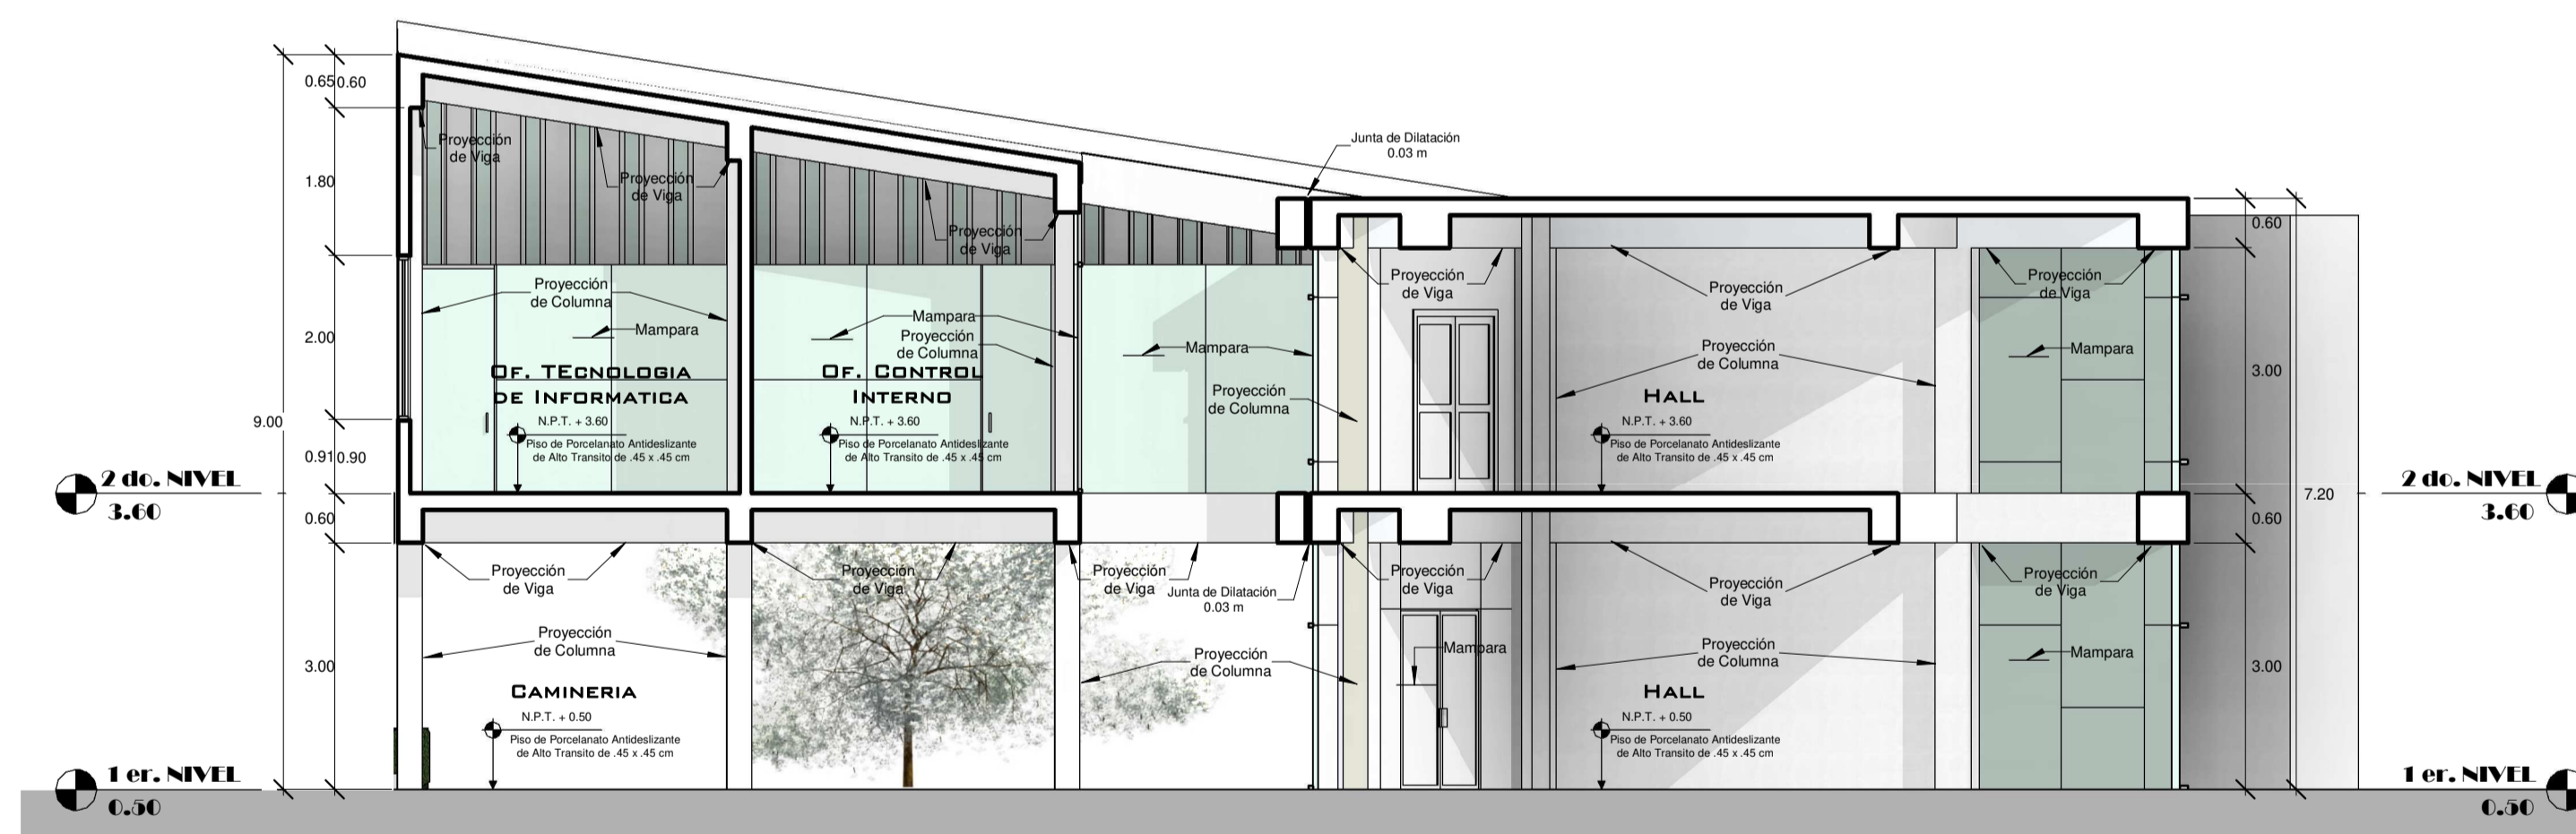 0.65 0.60
Proyección
de Viga
Junta de Dilatación
0.03 m
1.80
Proyección
de Viga
Proyección
de Viga
0.60
Proyección
de Columna
Mampara
Mampara
Proyección
de Columna
Mampara
Proyección
de Columna
Proyección
de Viga
Proyección
de Viga
Proyección
de Viga
Proyección
de Columna
Mampara
2.00
3.00
Of. TEcnologia
de Informatica
N.P.T. + 3.60
Piso de Porcelanato Antideslizante
de Alto Transito de .45 x .45 cm
Of. Control
Interno
N.P.T. + 3.60
Piso de Porcelanato Antideslizante
de Alto Transito de .45 x .45 cm
Hall
N.P.T. + 3.60
Piso de Porcelanato Antideslizante
de Alto Transito de .45 x .45 cm
9.00
0.91 0.90
2 do. NIVEL
3.60
7.20
2 do. NIVEL
3.60
0.60
0.60
Proyección
de Viga
Proyección
de Viga
Proyección
de Viga
Junta de Dilatación
0.03 m
Proyección
de Viga
Proyección
de Viga
Proyección
de Viga
Proyección
de Columna
Proyección
de Columna
Mampara
Proyección
de Columna
Mampara
3.00
3.00
Camineria
N.P.T. + 0.50
Piso de Porcelanato Antideslizante
de Alto Transito de .45 x .45 cm
Hall
N.P.T. + 0.50
Piso de Porcelanato Antideslizante
de Alto Transito de .45 x .45 cm
1 er. NIVEL
0.50
1 er. NIVEL
0.50